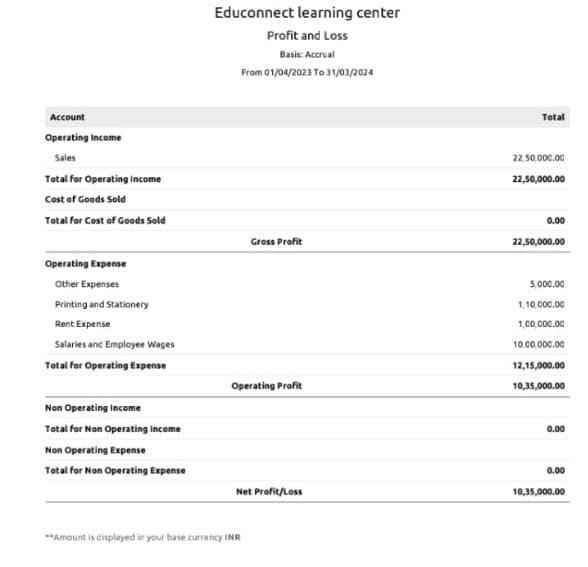 Educonnect learning center
Profit and Loss
Basis: Accrual
From 01/04/2023 To 31/03/2024
Account Total
Operating Income
Sales 22,50,000.00
Total for Operating Income 22,50,000.00
Cost of Goods Sold
Total for Cost of Goods Sold 0.00
Gross Profit 22,50,000.00
Operating Expense
Other Expenses 5,000.00
Printing and Stationery 1,10,000.00
Rent Expense 1,00,000.00
Salaries and Employee Wages 10,00,000.00
Total for Operating Expense 12,15,000.00
Operating Profit 10,35,000.00
Non Operating Income
Total for Non Operating Income 0.00
Non Operating Expense
Total for Non Operating Expense 0.00
Net Profit/Loss 10,35,000.00
**Amount is displayed in your base currency INR